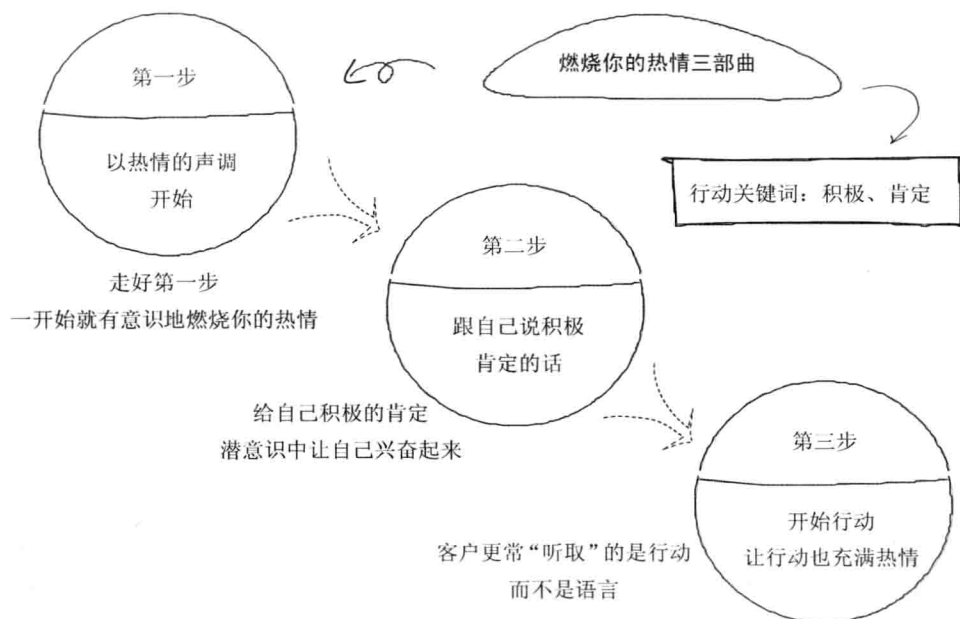 燃烧你的热情三部曲
行动关键词：积极、肯定
第一步
以热情的声调
开始
走好第一步
一开始就有意识地燃烧你的热情
第二步
跟自己说积极
肯定的话
给自己积极的肯定
潜意识中让自己兴奋起来
第三步
开始行动
让行动也充满热情
客户更常“听取”的是行动
而不是语言